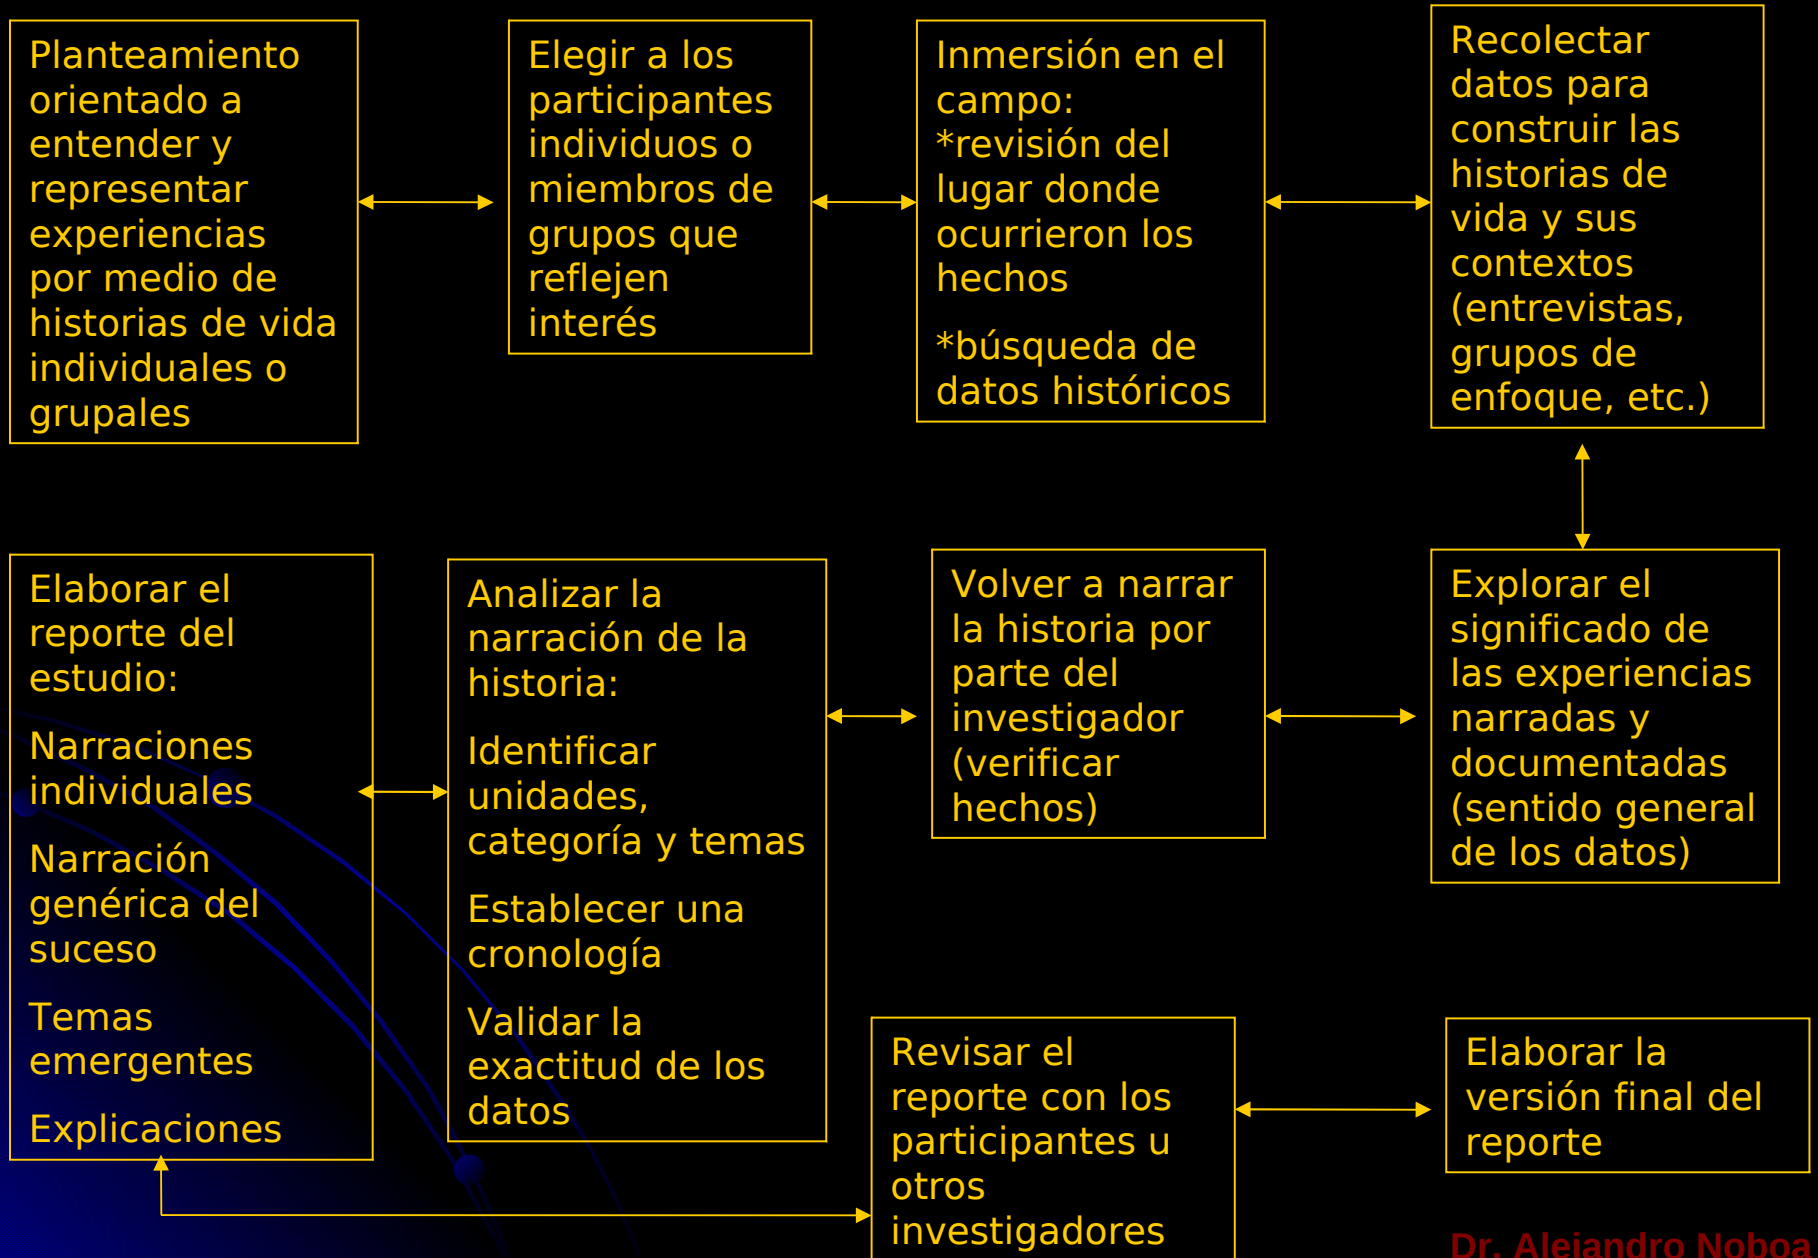 Planteamiento
orientado a
entender y
representar
experiencias
por medio de
historias de vida
individuales o
grupales
Elegir a los
participantes
individuos o
miembros de
grupos que
reflejen
interés
Inmersión en el
campo:
*revisión del
lugar donde
ocurrieron los
hechos
*búsqueda de
datos históricos
Recolectar
datos para
construir las
historias de
vida y sus
contextos
(entrevistas,
grupos de
enfoque, etc.)
Explorar el
significado de
las experiencias
narradas y
documentadas
(sentido general
de los datos)
Volver a narrar
la historia por
parte del
investigador
(verificar
hechos)
Analizar la
narración de la
historia:
Identificar
unidades,
categoría y temas
Establecer una
cronología
Validar la
exactitud de los
datos
Elaborar el
reporte del
estudio:
Narraciones
individuales
Narración
genérica del
suceso
Temas
emergentes
Explicaciones
Revisar el
reporte con los
participantes u
otros
investigadores
Elaborar la
versión final del
reporte
Dr. Alejandro Noboa